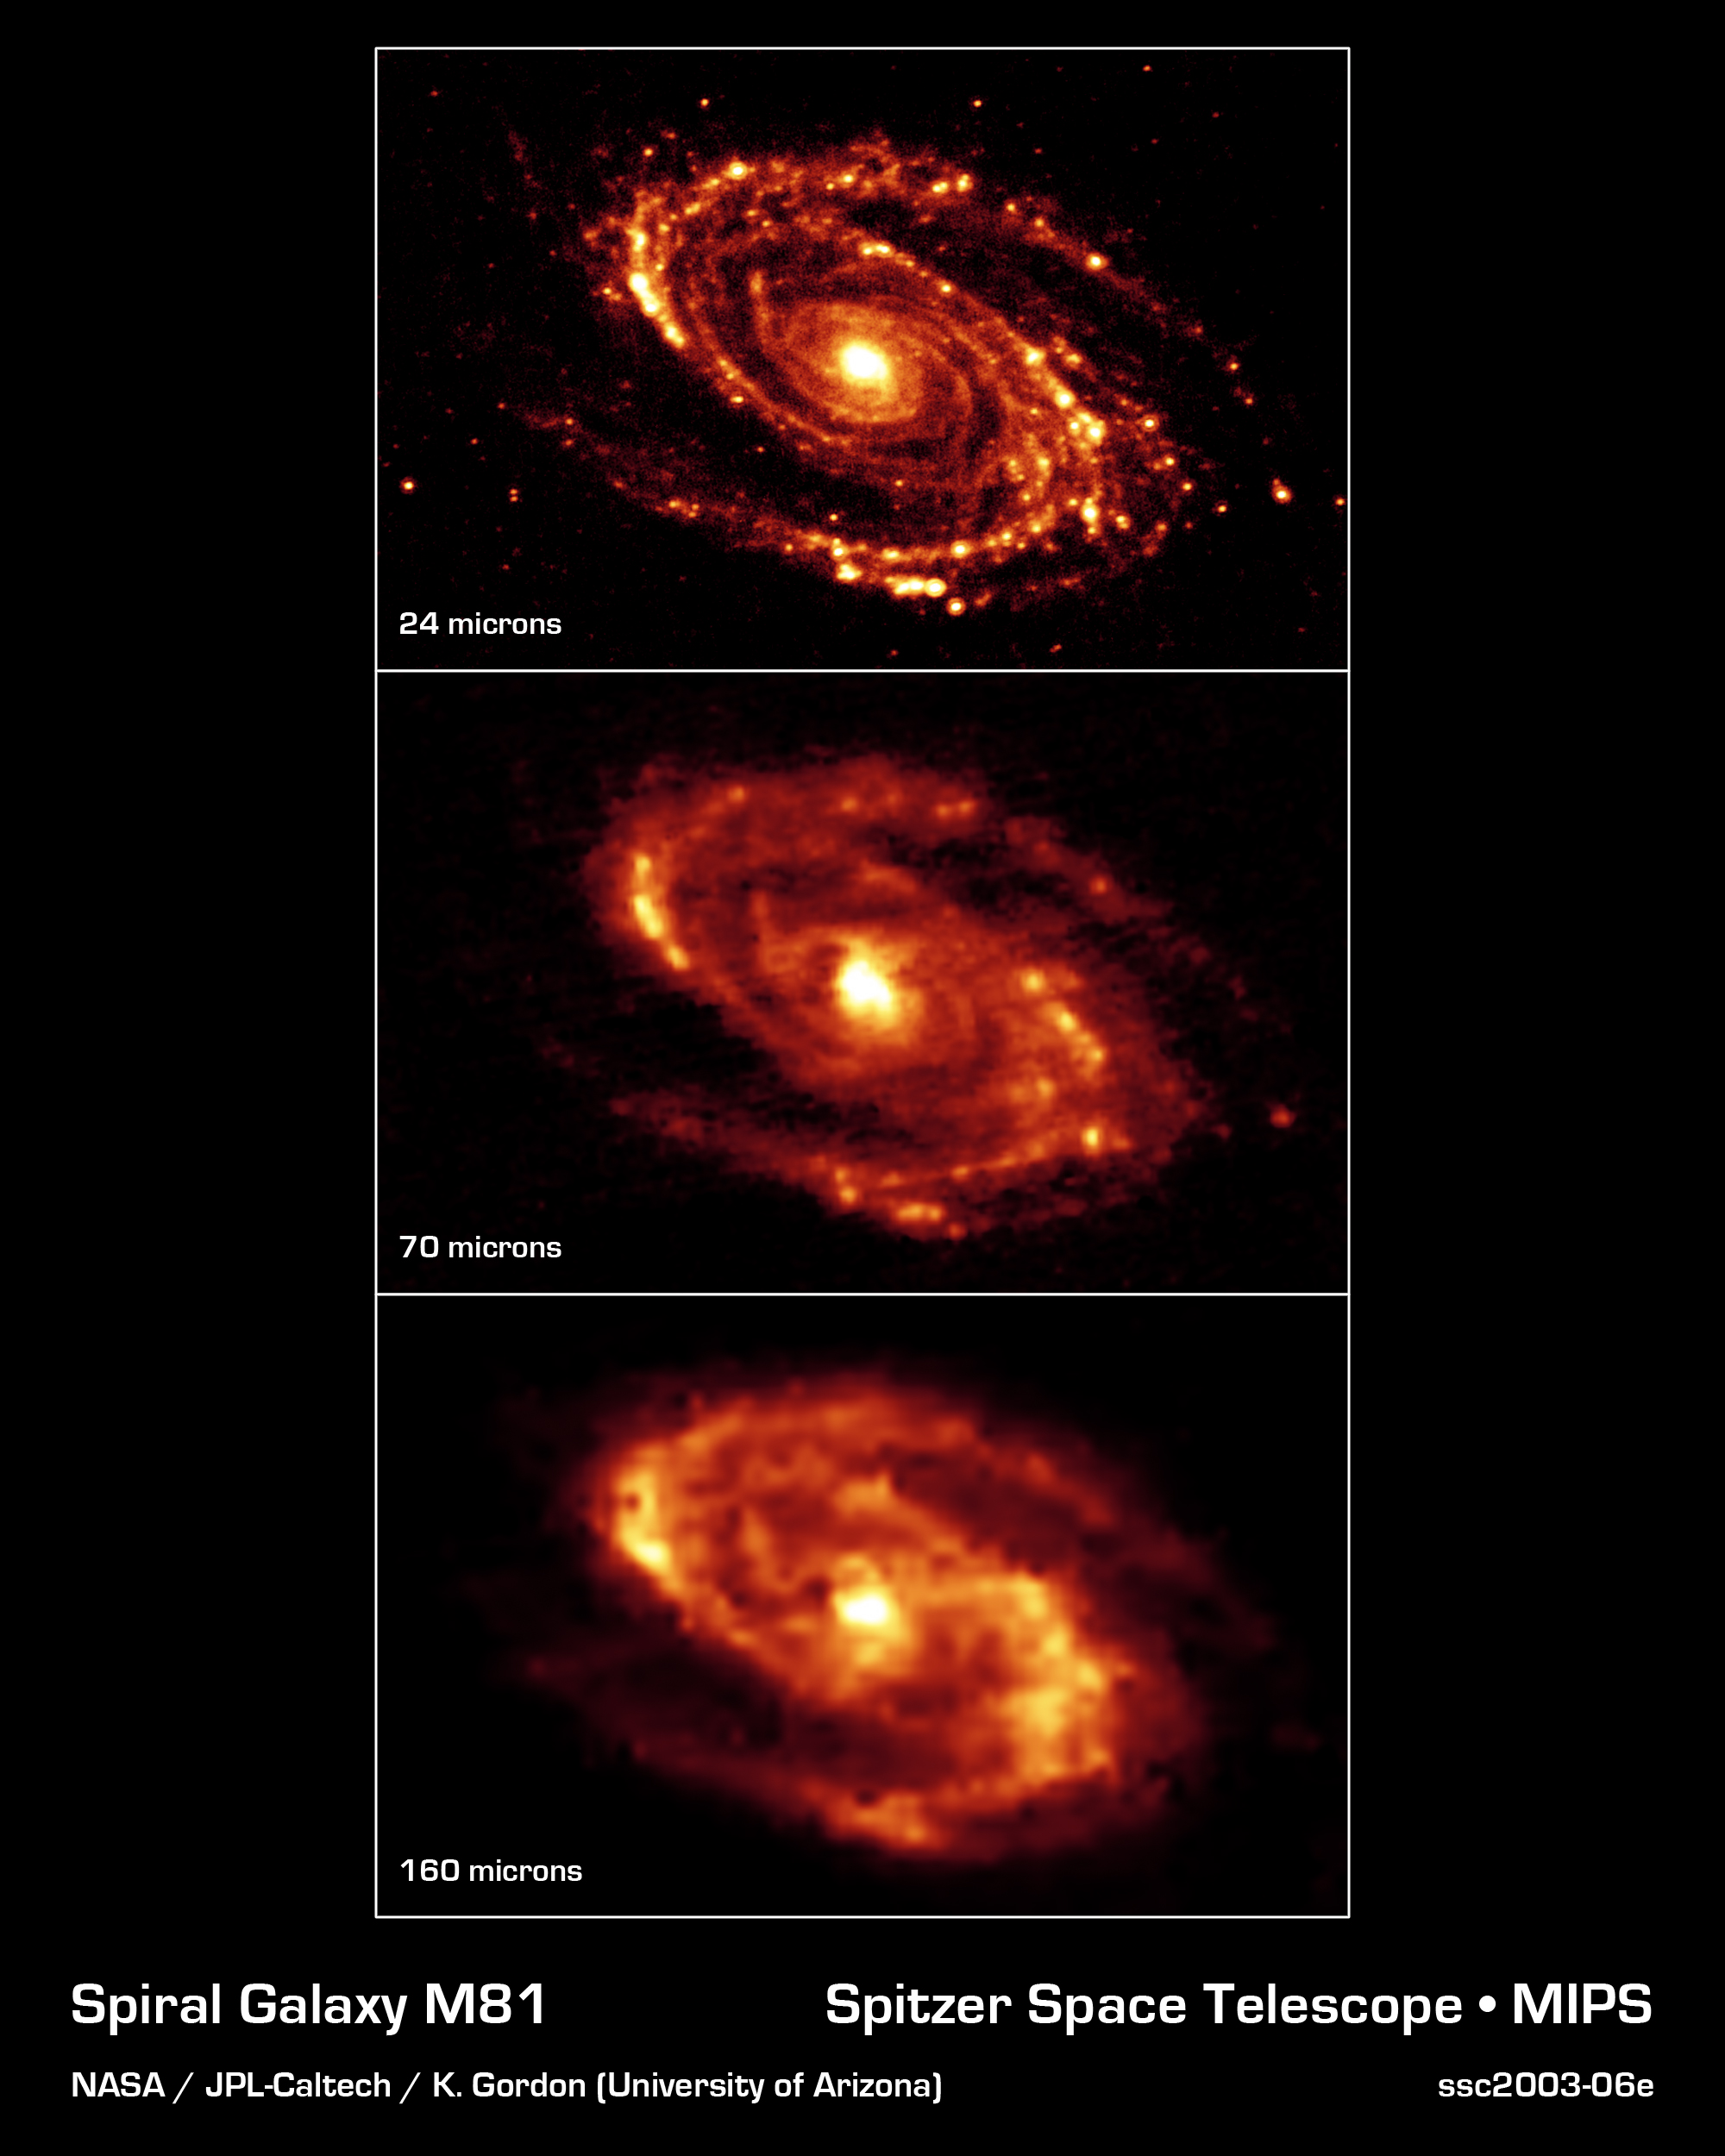 24 microns
70 microns
160 microns
Spiral Galaxy M81
Spitzer Space Telescope • MIPS
NASA / JPL-Caltech / K. Gordon (University of Arizona)
ssc2003-06e